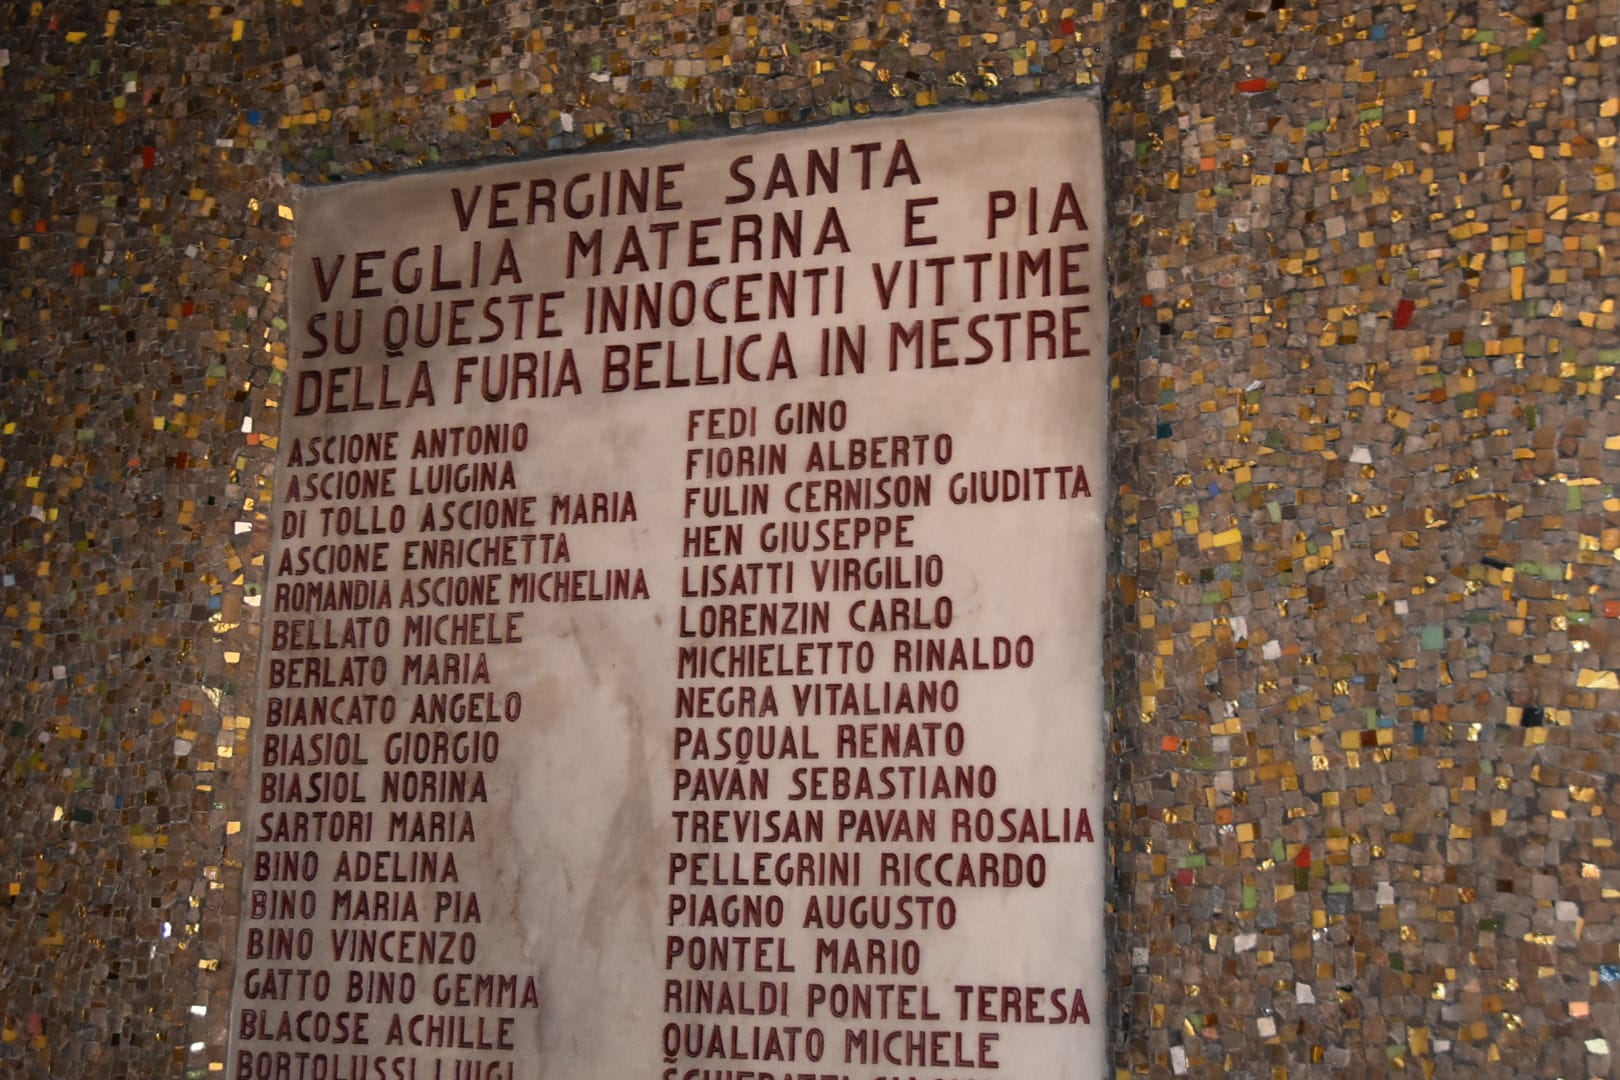 VERGINE SANTA
VEGLIA MATERNA E PIA
SU QUESTE INNOCENTI VITTIME
DELLA FURIA BELLICA IN MESTRE
ASCIONE ANTONIO
ASCIONE LUIGINA
DI TOLLO ASCIONE MARIA
ASCIONE ENRICHETTA
ROMANDIA ASCIONE MICHELINA
BELLATO MICHELE
BERLATO MARIA
BIANCATO ANGELO
BIASIOL GIORGIO
BIASIOL NORINA
SARTORI MARIA
BINO ADELINA
BINO MARIA PIA
BINO VINCENZO
GATTO BINO GEMMA
BLACOSE ACHILLE
BORTOLUSSI LUIGI
FEDI GINO
FIORIN ALBERTO
FULIN CERNISON GIUDITTA
HEN GIUSEPPE
LISATTI VIRGILIO
LORENZIN CARLO
MICHIELETTO RINALDO
NEGRA VITALIANO
PASQUAL RENATO
PAVAN SEBASTIANO
TREVISAN PAVAN ROSALIA
PELLEGRINI RICCARDO
PIAGNO AUGUSTO
PONTEL MARIO
RINALDI PONTEL TERESA
QUALIATO MICHELE